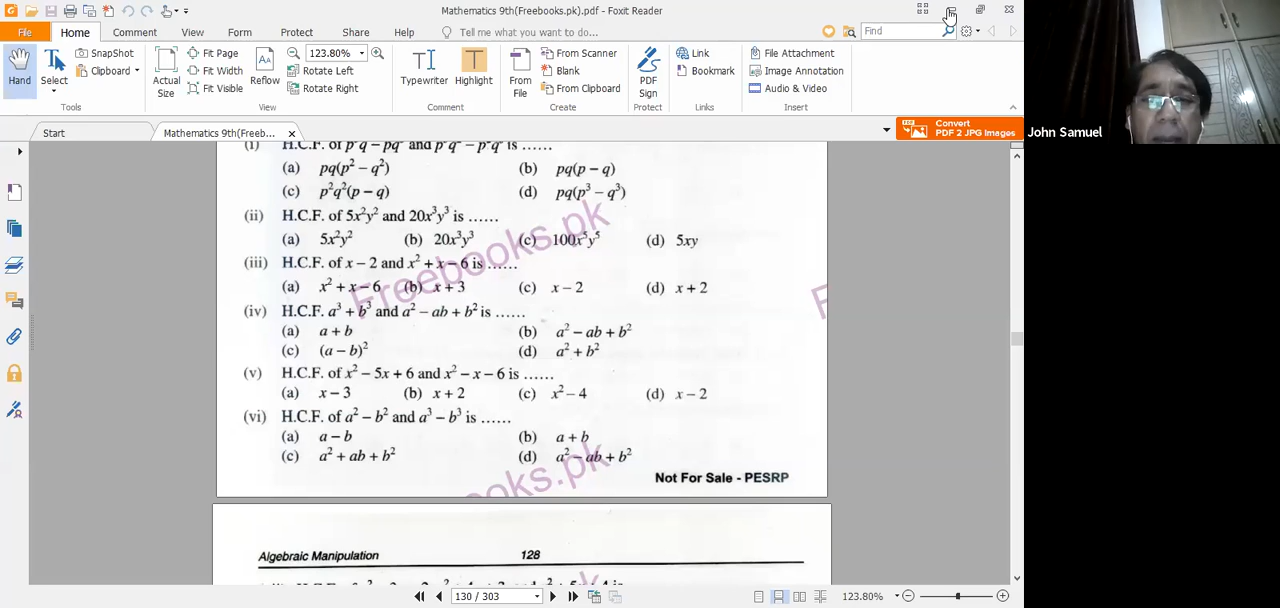 Mathematics 9th(Freebooks.pk).pdf - Foxit Reader
File Home Comment View Form Protect Share Help Tell me what you want to do... Find
Hand Select SnapShot Clipboard Actual Size Fit Page Fit Width Fit Visible Reflow 123.80% Rotate Left Rotate Right Typewriter Highlight From File From Scanner Blank From Clipboard PDF Sign Link Bookmark File Attachment Image Annotation Audio & Video
Tools View Comment Create Protect Links Insert
Start Mathematics 9th(Freeb... Convert PDF 2 JPG Images
John Samuel
(i) H.C.F. of and is ......
(a) pq(p² – q²) (b) pq(p – q)
(c) p²q²(p – q) (d) pq(p³ – q³)
(ii) H.C.F. of 5x²y² and 20x³y³ is ......
(a) 5x²y² (b) 20x³y³ (c) 100x⁵y⁵ (d) 5xy
(iii) H.C.F. of x – 2 and x² + x – 6 is ......
(a) x² + x – 6 (b) x + 3 (c) x – 2 (d) x + 2
(iv) H.C.F. a³ + b³ and a² – ab + b² is ......
(a) a + b (b) a² – ab + b²
(c) (a – b)² (d) a² + b²
(v) H.C.F. of x² – 5x + 6 and x² – x – 6 is ......
(a) x – 3 (b) x + 2 (c) x² – 4 (d) x – 2
(vi) H.C.F. of a² – b² and a³ – b³ is ......
(a) a – b (b) a + b
(c) a² + ab + b² (d) a² – ab + b²
Freebooks.pk
Not For Sale - PESRP
Algebraic Manipulation 128
130 / 303 123.80%